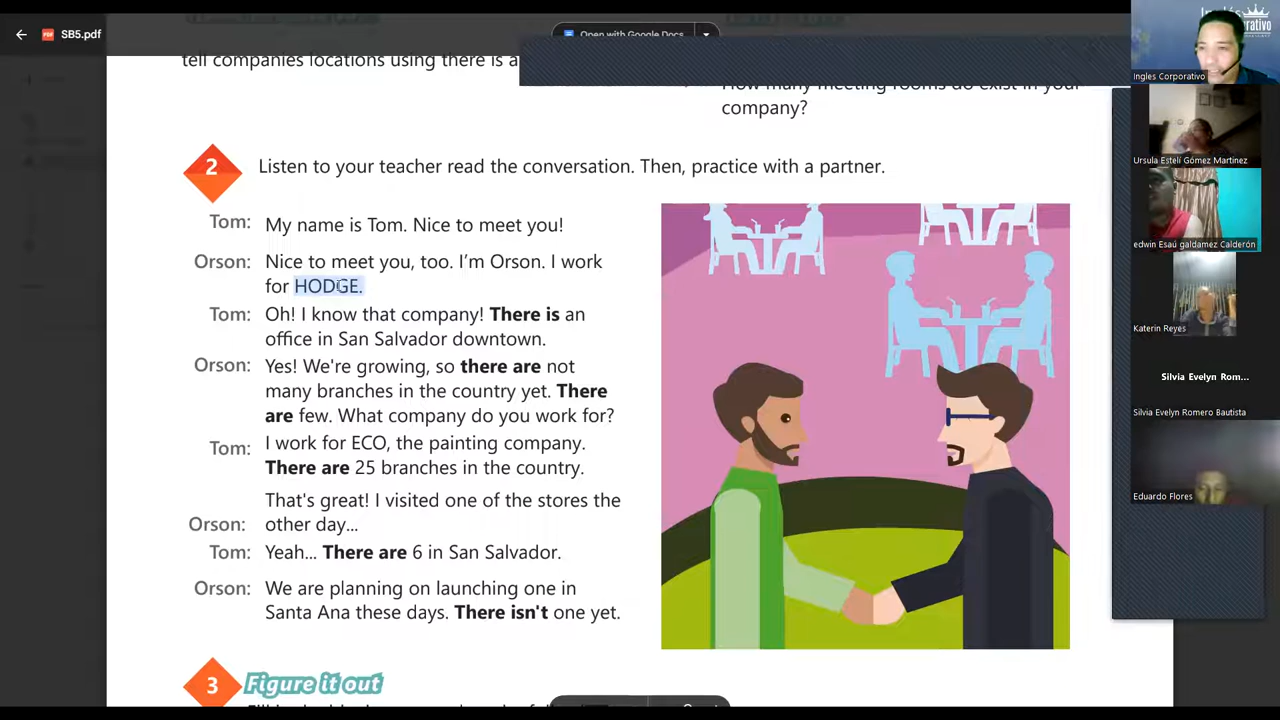 SB5.pdf
Open with Google Docs
tell companies locations using there is a
How many meeting rooms do exist in your
company?
2
Listen to your teacher read the conversation. Then, practice with a partner.
Tom: My name is Tom. Nice to meet you!
Orson: Nice to meet you, too. I'm Orson. I work
for HODGE.
Tom: Oh! I know that company! There is an
office in San Salvador downtown.
Orson: Yes! We're growing, so there are not
many branches in the country yet. There
are few. What company do you work for?
Tom: I work for ECO, the painting company.
There are 25 branches in the country.
That's great! I visited one of the stores the
Orson: other day...
Tom: Yeah... There are 6 in San Salvador.
Orson: We are planning on launching one in
Santa Ana these days. There isn't one yet.
3
Figure it out
Ingles Corporativo
Ursula Estelí Gómez Martinez
edwin Esaú galdamez Calderón
Katerin Reyes
Silvia Evelyn Rom...
Silvia Evelyn Romero Bautista
Eduardo Flores